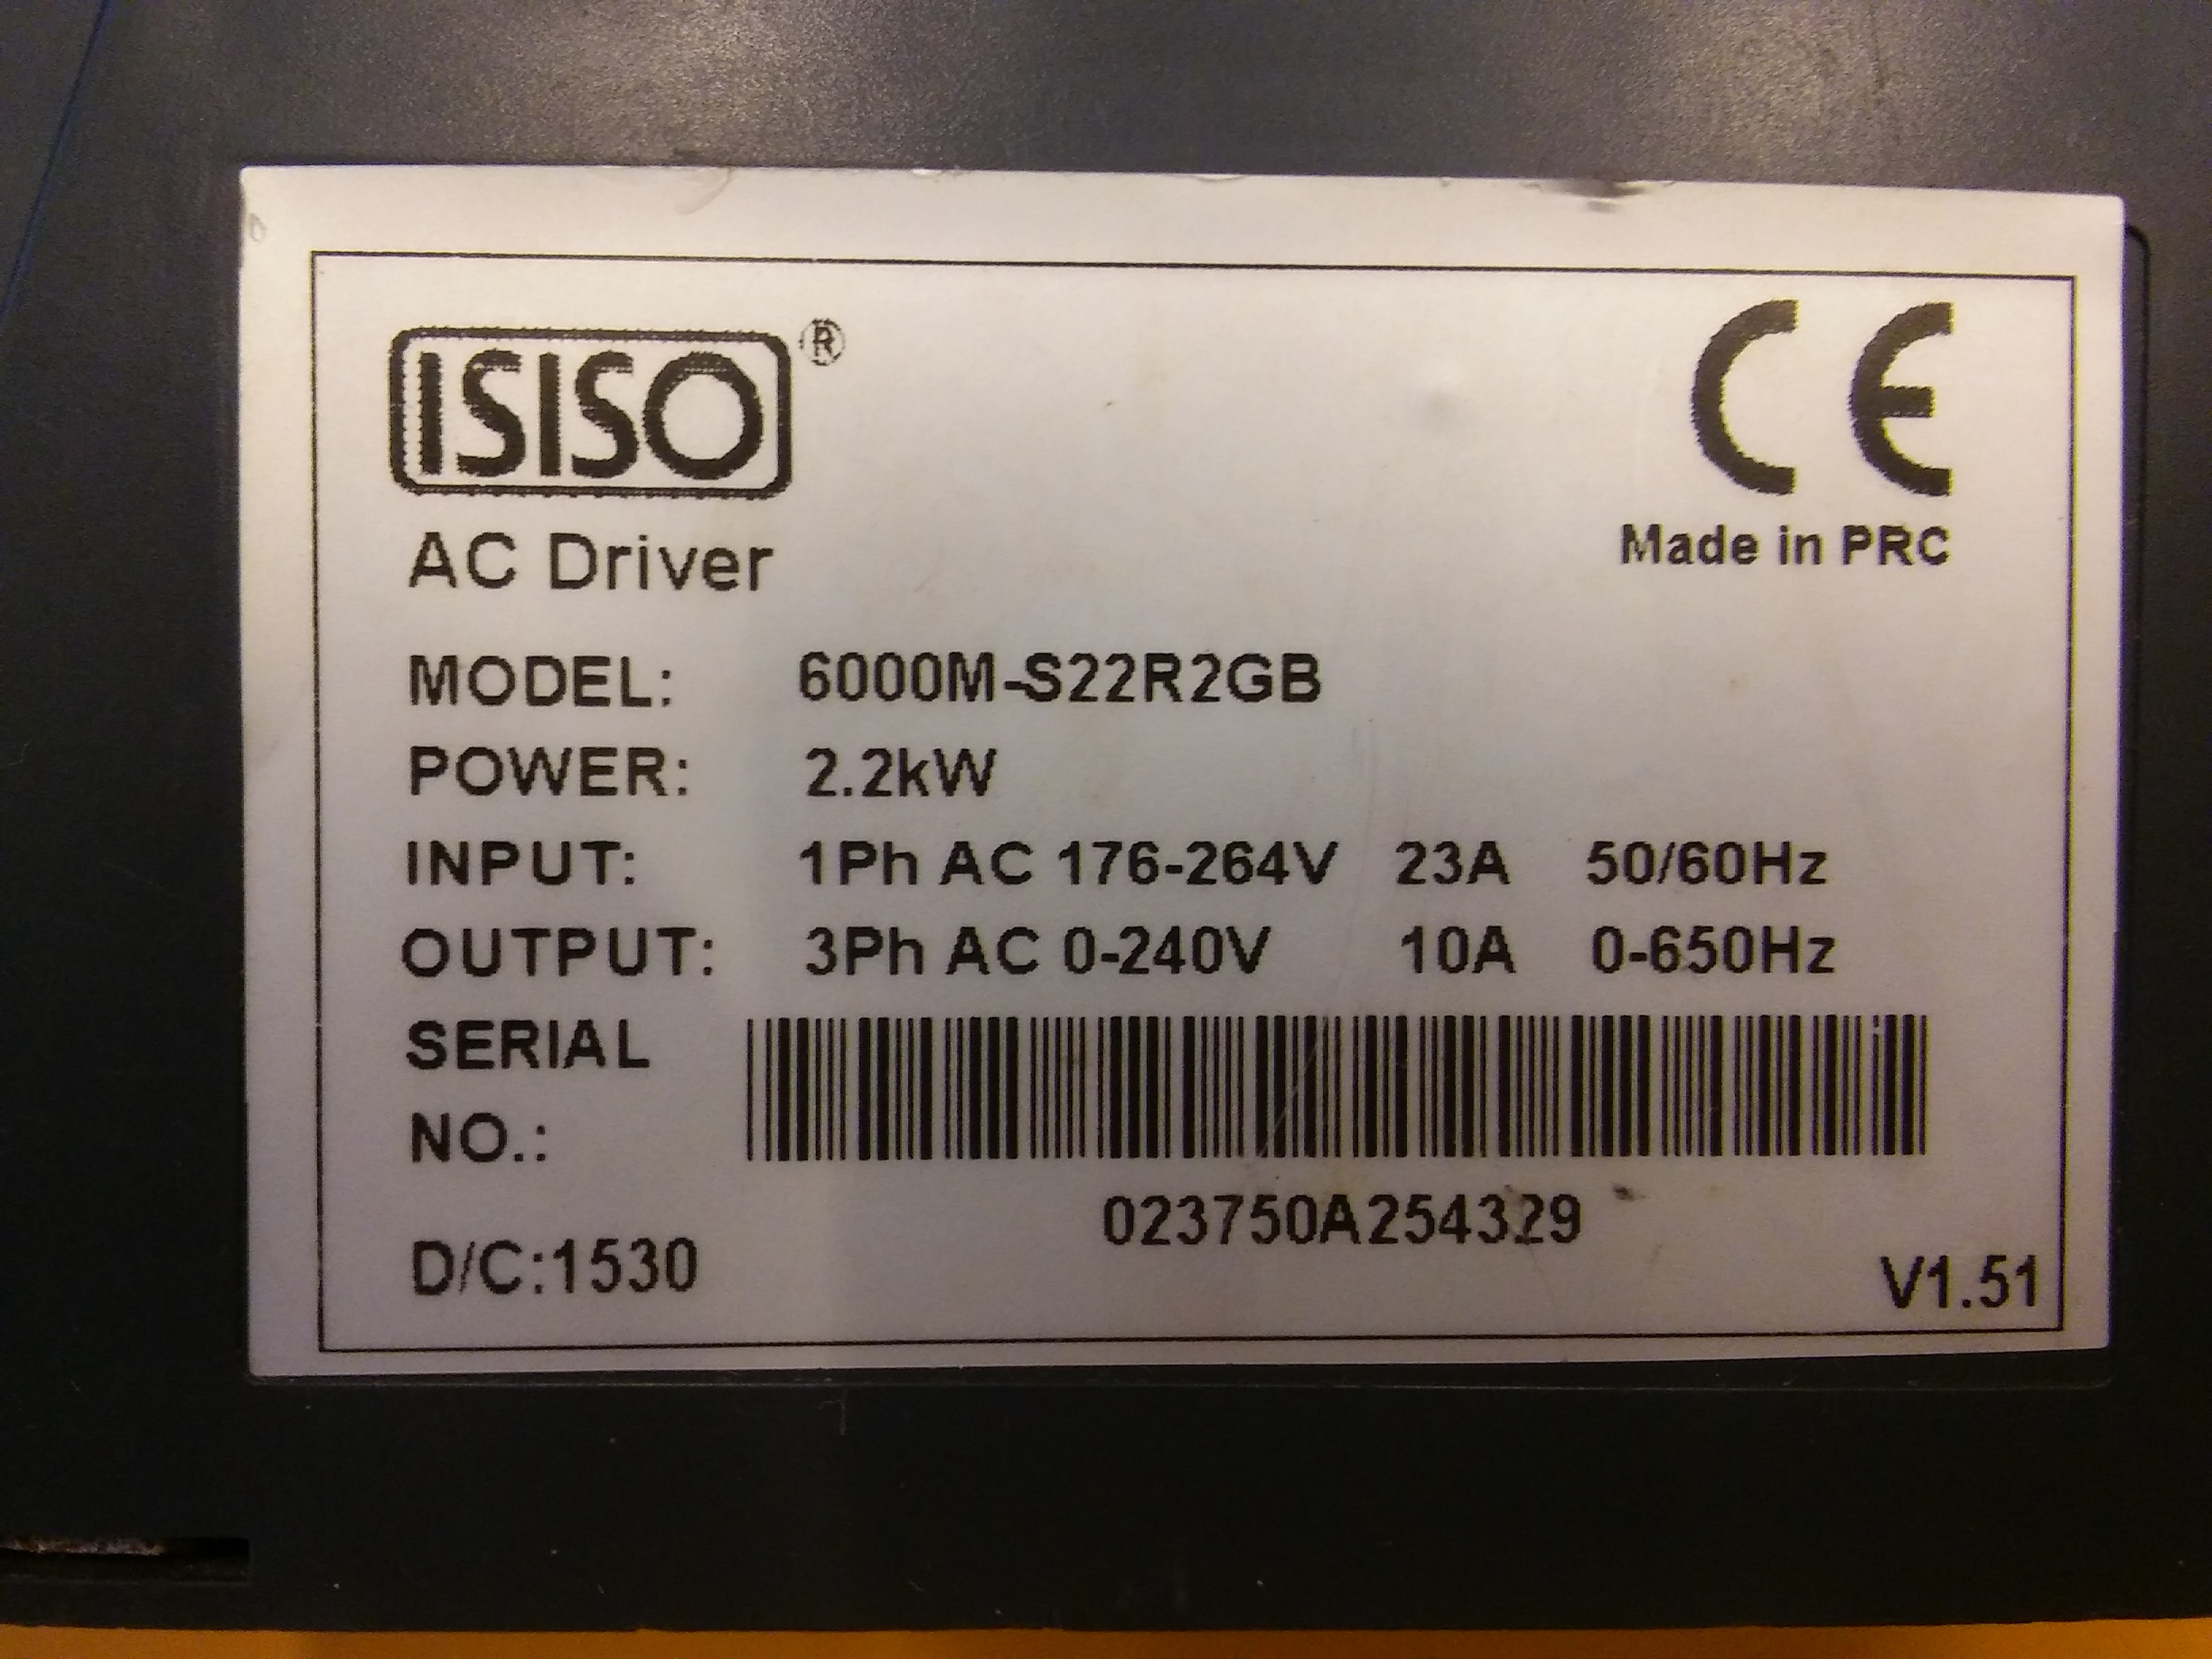 ISISO®
CE
AC Driver
Made in PRC
MODEL: 6000M-S22R2GB
POWER: 2.2kW
INPUT: 1Ph AC 176-264V 23A 50/60Hz
OUTPUT: 3Ph AC 0-240V 10A 0-650Hz
SERIAL
NO.:
023750A254329
D/C:1530
V1.51